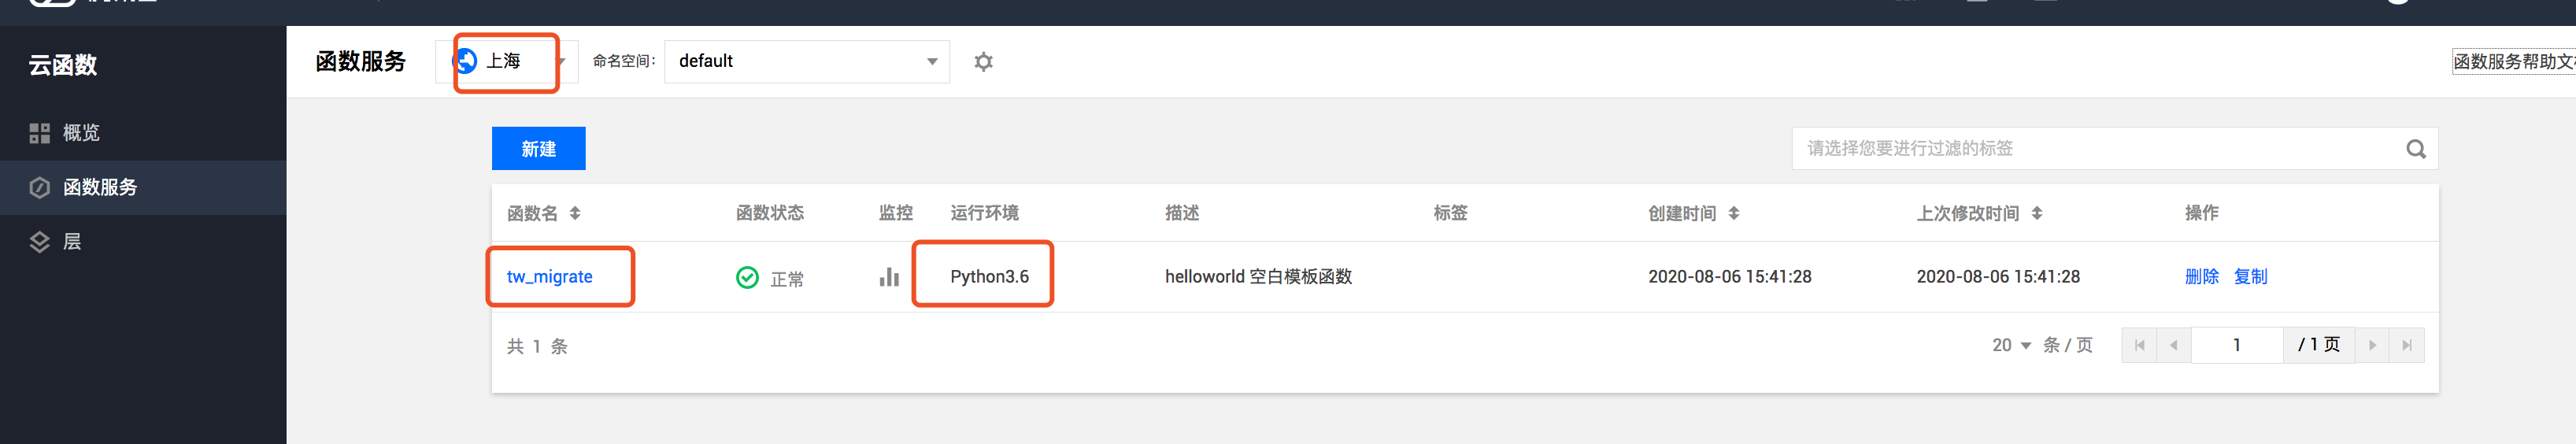 云函数
概览
函数服务
层
函数服务 上海 命名空间： default
函数服务帮助文
新建
请选择您要进行过滤的标签
函数名 函数状态 监控 运行环境 描述 标签 创建时间 上次修改时间 操作
tw_migrate 正常 Python3.6 helloworld 空白模板函数 2020-08-06 15:41:28 2020-08-06 15:41:28 删除 复制
共 1 条 20 条 / 页 1 / 1 页